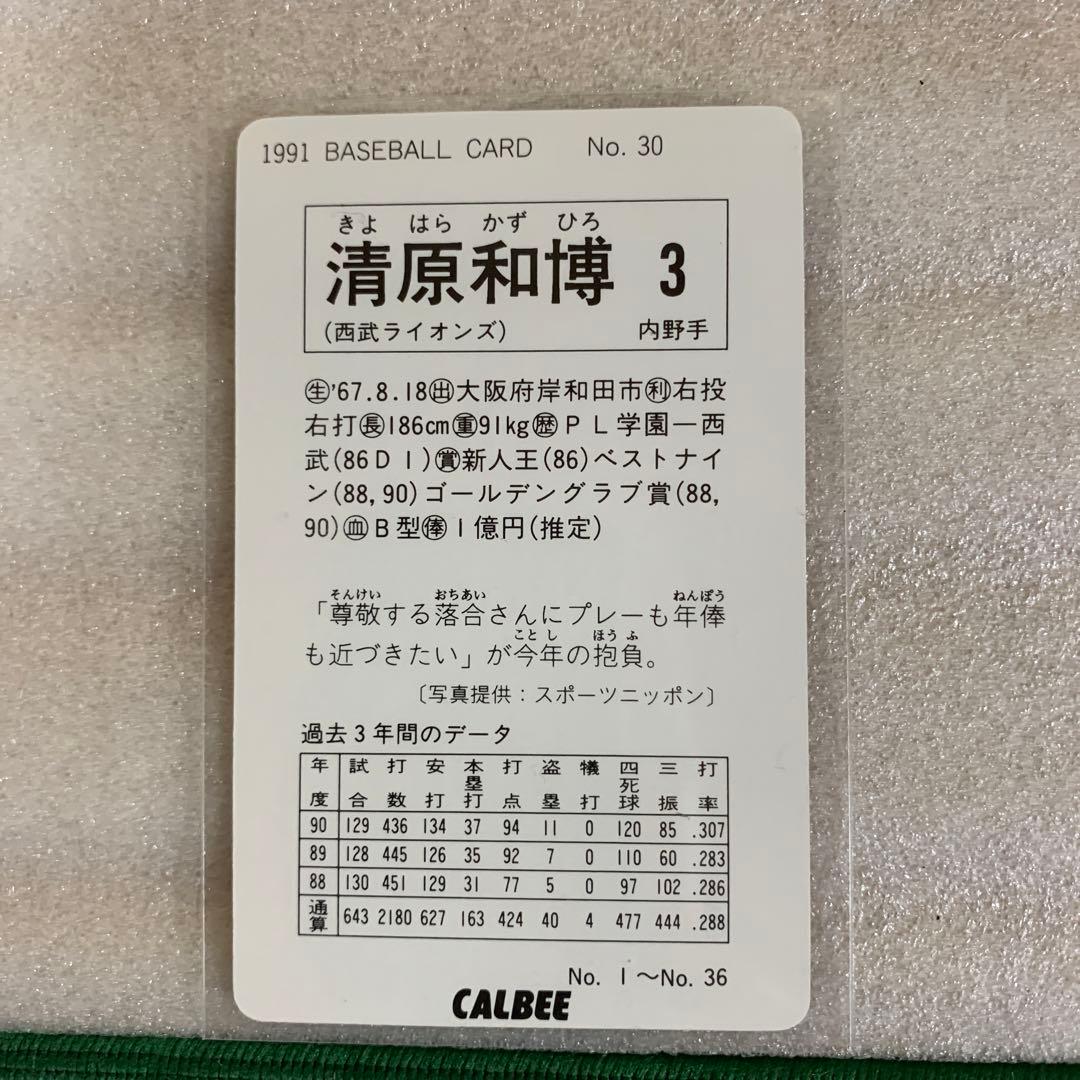 1991 BASEBALL CARD No. 30
きよ はら かず ひろ
清原和博 3
(西武ライオンズ) 内野手
㊤'67.8.18㊦大阪府岸和田市㊒右投
右打㊐186cm㊥91kg㊭PL学園—西
武(86D1)㊝新人王(86)ベストナイ
ン(88,90)ゴールデングラブ賞(88,
90)血B型俸1億円(推定)
そんけい おちあい ねんぽう
「尊敬する落合さんにプレーも年俸
ことし ほうふ
も近づきたい」が今年の抱負。
〔写真提供：スポーツニッポン〕
過去3年間のデータ
年度 試合 打数 安打 本塁打 打点 盗塁 犠打 四死球 三振 打率
90 129 436 134 37 94 11 0 120 85 .307
89 128 445 126 35 92 7 0 110 60 .283
88 130 451 129 31 77 5 0 97 102 .286
通算 643 2180 627 163 424 40 4 477 444 .288
No. 1〜No. 36
CALBEE